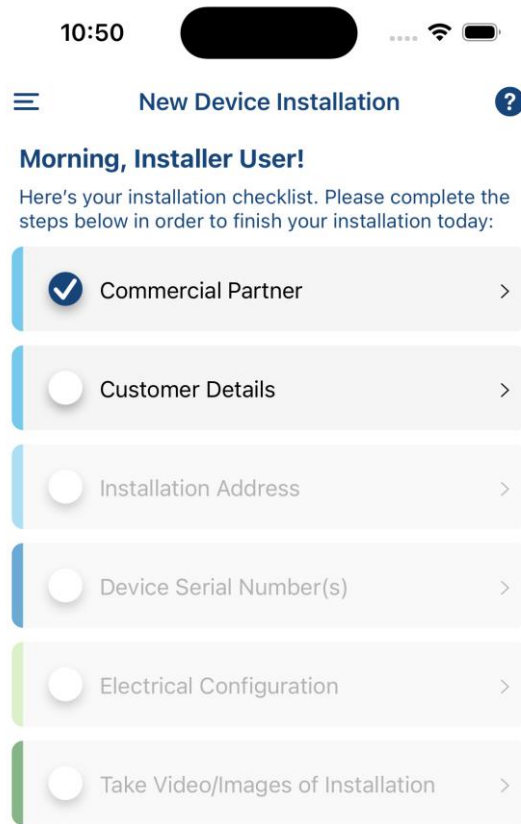 10:50
New Device Installation
?
Morning, Installer User!
Here’s your installation checklist. Please complete the
steps below in order to finish your installation today:
Commercial Partner
Customer Details
Installation Address
Device Serial Number(s)
Electrical Configuration
Take Video/Images of Installation